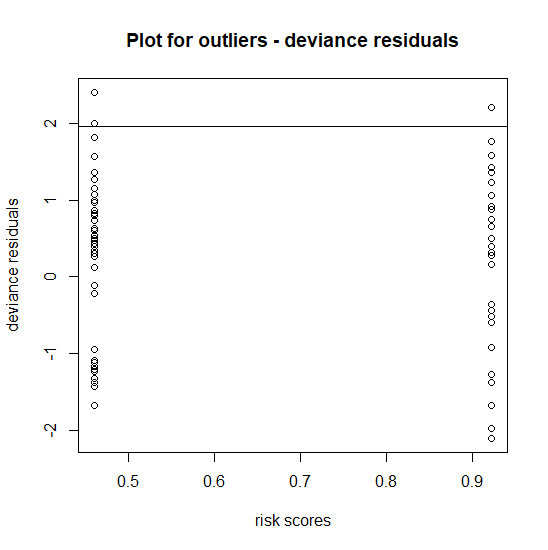 Plot for outliers - deviance residuals
deviance residuals
2
1
0
-1
-2
0.5 0.6 0.7 0.8 0.9
risk scores